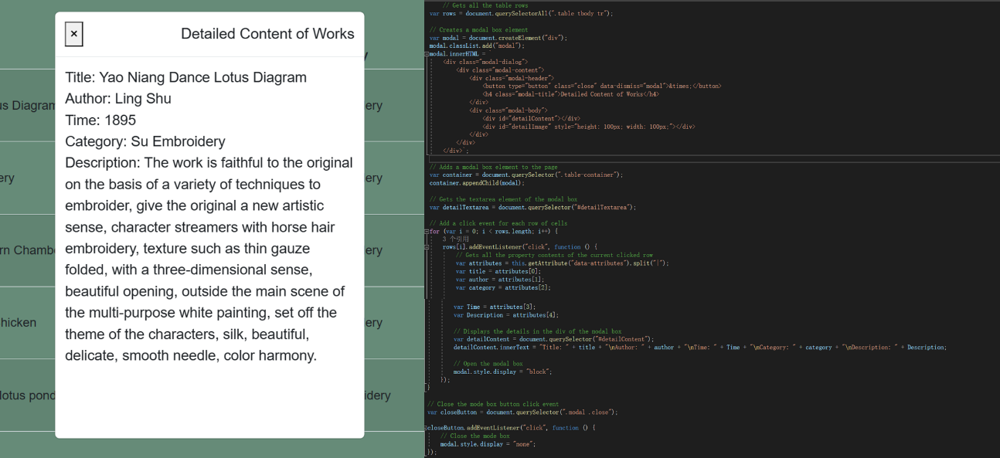 ×
Detailed Content of Works
y
Title: Yao Niang Dance Lotus Diagram
Author: Ling Shu
Time: 1895
Category: Su Embroidery
Description: The work is faithful to the original
on the basis of a variety of techniques to
embroider, give the original a new artistic
sense, character streamers with horse hair
embroidery, texture such as thin gauze
folded, with a three-dimensional sense,
beautiful opening, outside the main scene of
the multi-purpose white painting, set off the
theme of the characters, silk, beautiful,
delicate, smooth needle, color harmony.
us Diagram
ery
ery
ery
rn Chamb
ery
hicken
ery
lotus pond
idery
// Gets all the table rows
var rows = document.querySelectorAll(".table tbody tr");
// Creates a modal box element
var modal = document.createElement("div");
modal.classList.add("modal");
modal.innerHTML = `
<div class="modal-dialog">
<div class="modal-content">
<div class="modal-header">
<button type="button" class="close" data-dismiss="modal">&times;</button>
<h4 class="modal-title">Detailed Content of Works</h4>
</div>
<div class="modal-body">
<div id="detailContent"></div>
<div id="detailImage" style="height: 100px; width: 100px;"></div>
</div>
</div>
</div>`;
// Adds a modal box element to the page
var container = document.querySelector(".table-container");
container.appendChild(modal);
// Gets the textarea element of the modal box
var detailTextarea = document.querySelector("#detailTextarea");
// Add a click event for each row of cells
for (var i = 0; i < rows.length; i++) {
3 个引用
rows[i].addEventListener("click", function () {
// Gets all the property contents of the current clicked row
var attributes = this.getAttribute("data-attributes").split("|");
var title = attributes[0];
var author = attributes[1];
var category = attributes[2];
var Time = attributes[3];
var Description = attributes[4];
// Displays the details in the div of the modal box
var detailContent = document.querySelector("#detailContent");
detailContent.innerText = "Title: " + title + "\nAuthor: " + author + "\nTime: " + Time + "\nCategory: " + category + "\nDescription: " + Description;
// Open the modal box
modal.style.display = "block";
});
}
// Close the mode box button click event
var closeButton = document.querySelector(".modal .close");
closeButton.addEventListener("click", function () {
// Close the mode box
modal.style.display = "none";
});